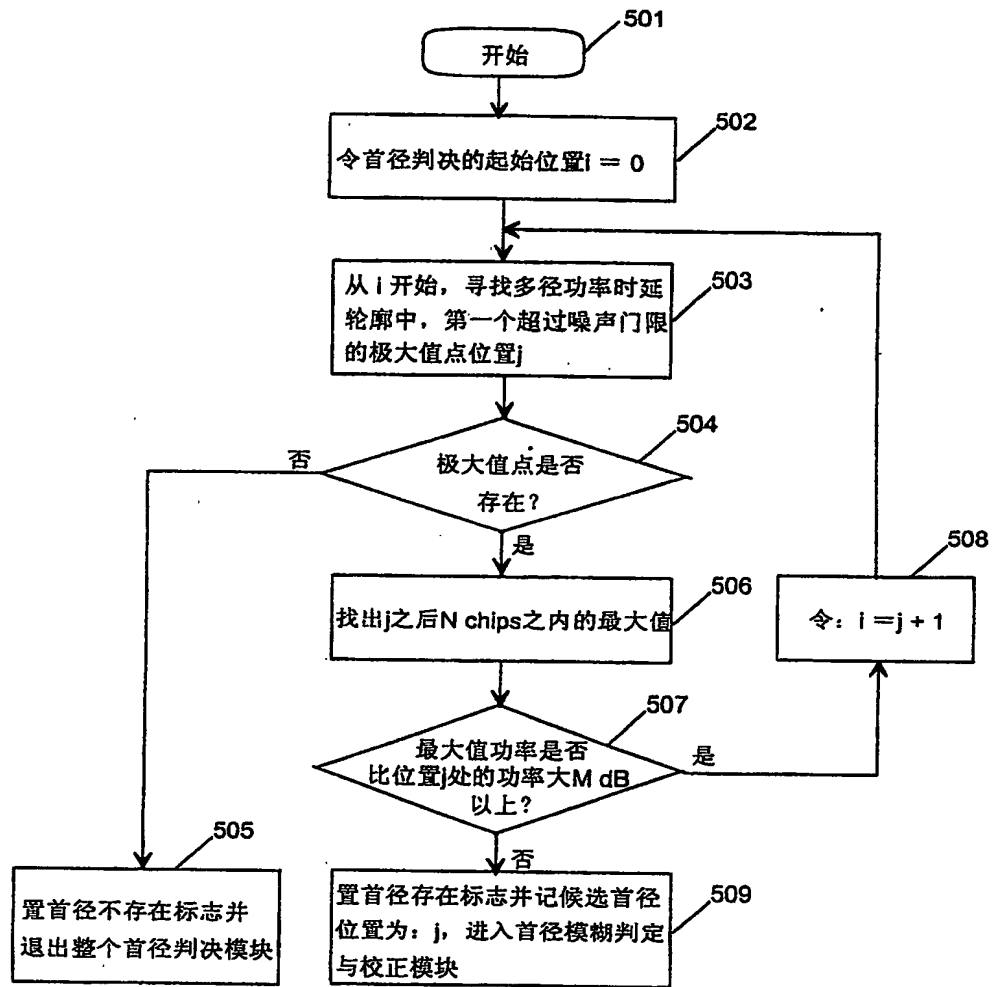 501
开始
502
令首径判决的起始位置i = 0
503
从 i 开始，寻找多径功率时延
轮廓中，第一个超过噪声门限
的极大值点位置j
504
否
极大值点是否
存在？
是
508
506
找出j之后N chips之内的最大值
令：i =j + 1
507
最大值功率是否
比位置j处的功率大M dB
以上？
是
505
否
509
置首径不存在标志并
退出整个首径判决模块
置首径存在标志并记候选首径
位置为：j，进入首径模糊判定
与校正模块